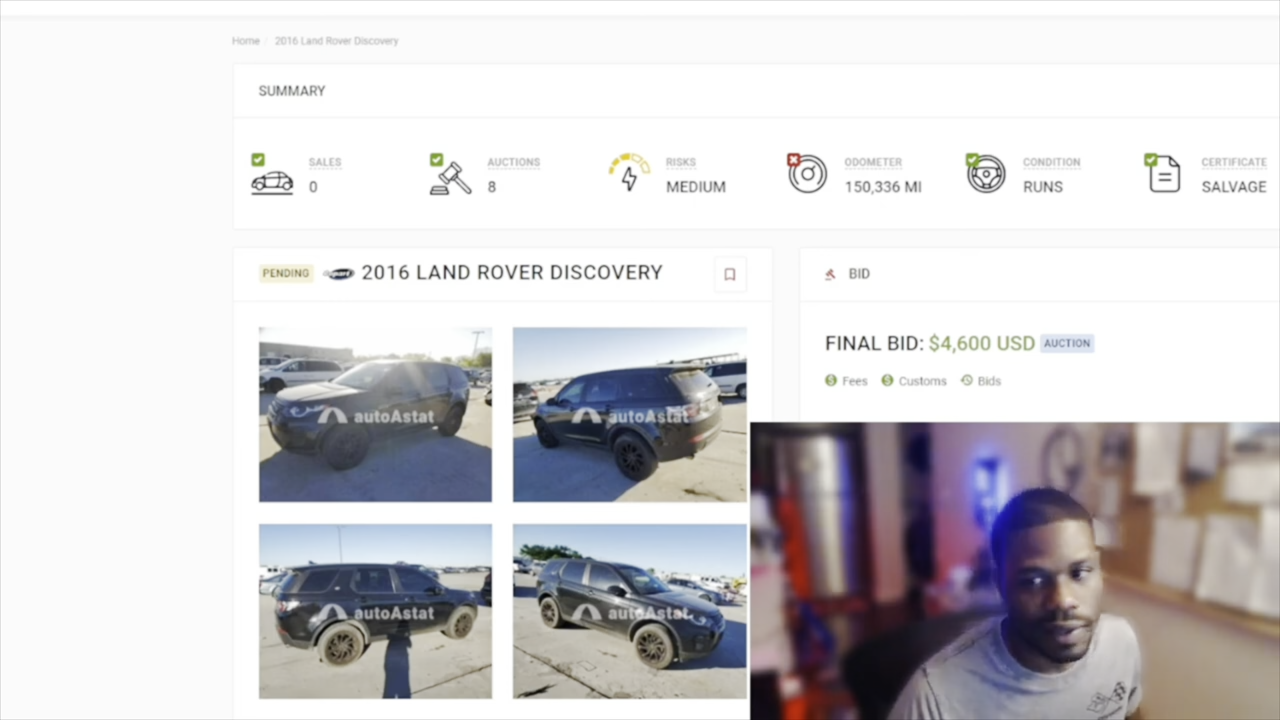 Home / 2016 Land Rover Discovery
SUMMARY
SALES
0
AUCTIONS
8
RISKS
MEDIUM
ODOMETER
150,336 MI
CONDITION
RUNS
CERTIFICATE
SALVAGE
PENDING
2016 LAND ROVER DISCOVERY
BID
FINAL BID: $4,600 USD AUCTION
Fees Customs Bids
autoAstat
autoAstat
autoAstat
autoAstat